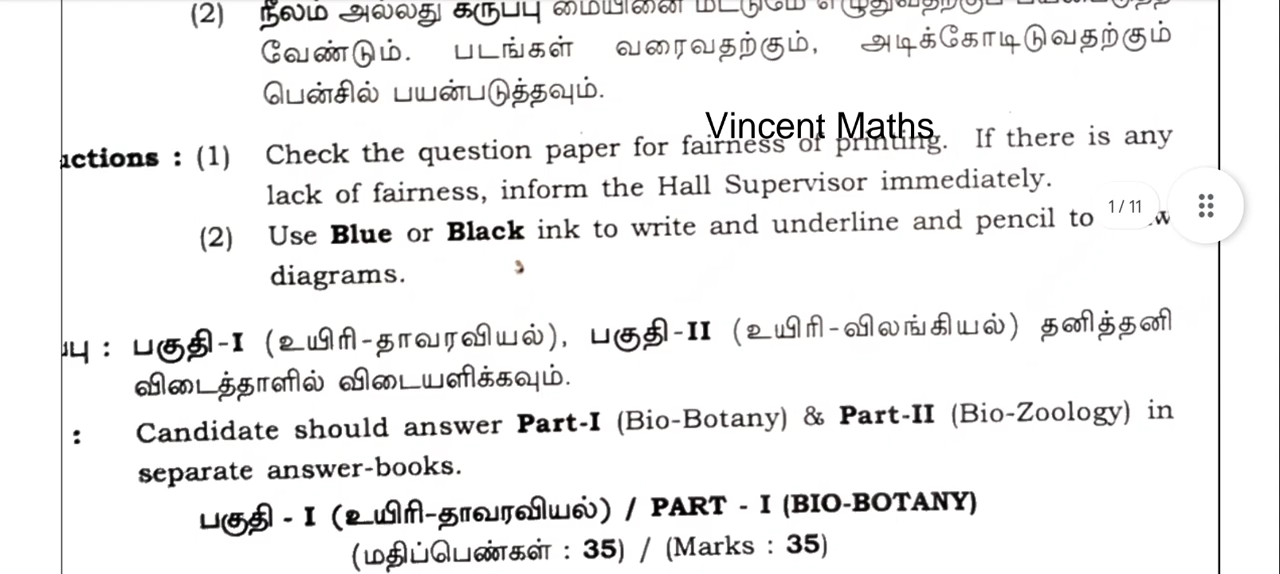 (2) நீலம் அல்லது கருப்பு மையினை மட்டுமே
வேண்டும். படங்கள் வரைவதற்கும், அடிக்கோடிடுவதற்கும்
பென்சில் பயன்படுத்தவும்.
Vincent Maths
uctions : (1) Check the question paper for fairness of printing. If there is any
lack of fairness, inform the Hall Supervisor immediately.
1 / 11
(2) Use Blue or Black ink to write and underline and pencil to
diagrams.
பு : பகுதி-I (உயிரி-தாவரவியல்), பகுதி-II (உயிரி-விலங்கியல்) தனித்தனி
விடைத்தாளில் விடையளிக்கவும்.
: Candidate should answer Part-I (Bio-Botany) & Part-II (Bio-Zoology) in
separate answer-books.
பகுதி - I (உயிரி-தாவரவியல்) / PART - I (BIO-BOTANY)
(மதிப்பெண்கள் : 35) / (Marks : 35)